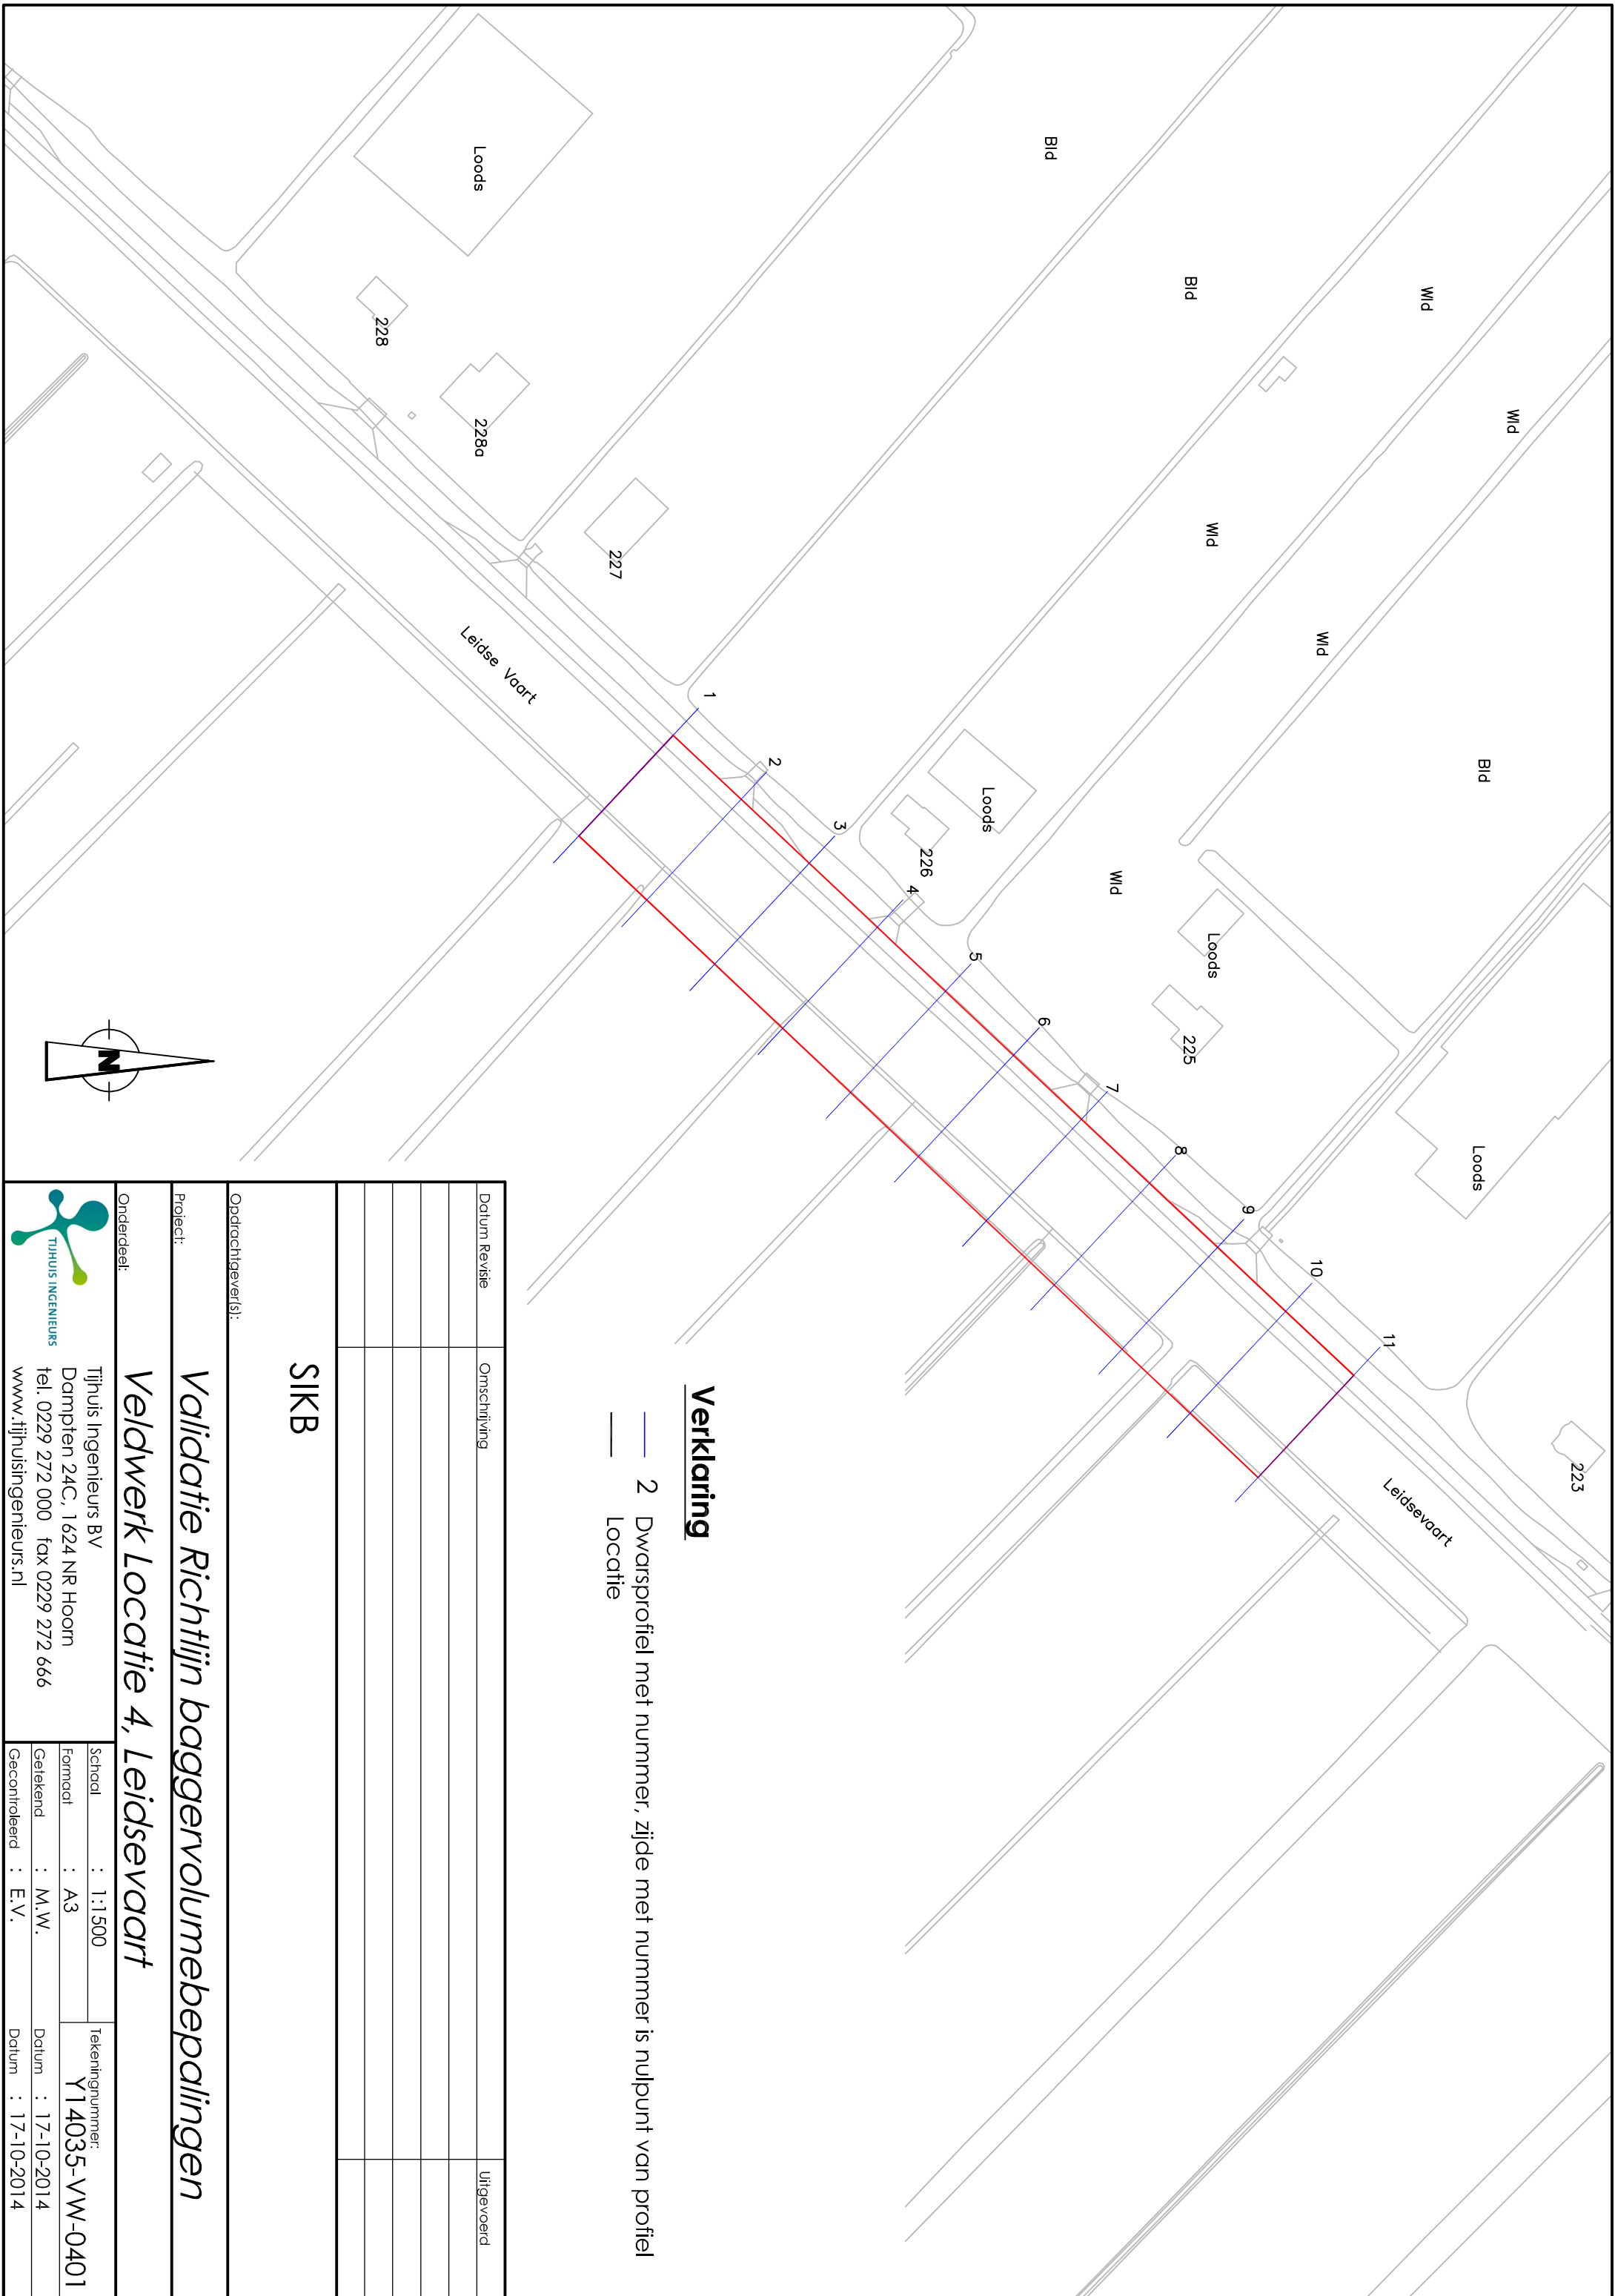 Loods
228
228a
227
Leidse Vaart
Bld
Bld
Wld
Wld
Wld
Wld
Bld
Wld
Loods
226
Loods
225
Loods
223
Leidsevaart
1
2
3
4
5
6
7
8
9
10
11
N
Verklaring
2 Dwarsprofiel met nummer, zijde met nummer is nulpunt van profiel
Locatie
Datum Revisie Omschrijving Uitgevoerd
Opdrachtgever(s):
SIKB
Project:
Validatie Richtlijn baggervolumebepalingen
Onderdeel:
Veldwerk Locatie 4, Leidsevaart
TIJHUIS INGENIEURS
Tijhuis Ingenieurs BV
Dampten 24C, 1624 NR Hoorn
tel. 0229 272 000 fax 0229 272 666
www.tijhuisingenieurs.nl
Schaal : 1:1500
Formaat : A3
Getekend : M.W.
Gecontroleerd : E.V.
Tekeningnummer:
Y14035-VW-0401
Datum : 17-10-2014
Datum : 17-10-2014